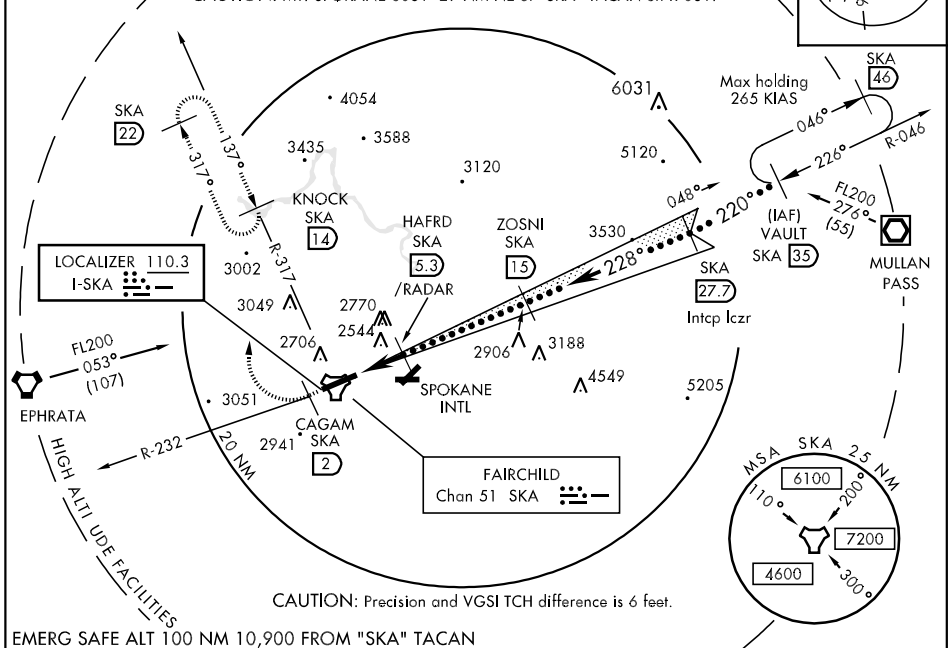 SKA
46
Max holding
265 KIAS
6031
046°
R-046
226°
SKA
22
4054
3588
3435
137°
317°
3120
5120
048°
220°
FL200
276°
(55)
KNOCK
SKA
14
HAFRD
SKA
5.3
/RADAR
ZOSNI
SKA
15
3530
228°
(IAF)
VAULT
SKA 35
MULLAN
PASS
R-317
LOCALIZER 110.3
I-SKA
3002
SKA
27.7
Intcp lczr
3049
2770
2544
2706
2906
3188
FL200
053°
(107)
EPHRATA
SPOKANE
INTL
4549
5205
3051
CAGAM
SKA
2
2941
R-232
20 NM
FAIRCHILD
Chan 51 SKA
MSA SKA 25 NM
6100
110°
200°
7200
4600
300°
HIGH ALTI UDE FACILITIES
CAUTION: Precision and VGSI TCH difference is 6 feet.
EMERG SAFE ALT 100 NM 10,900 FROM "SKA" TACAN